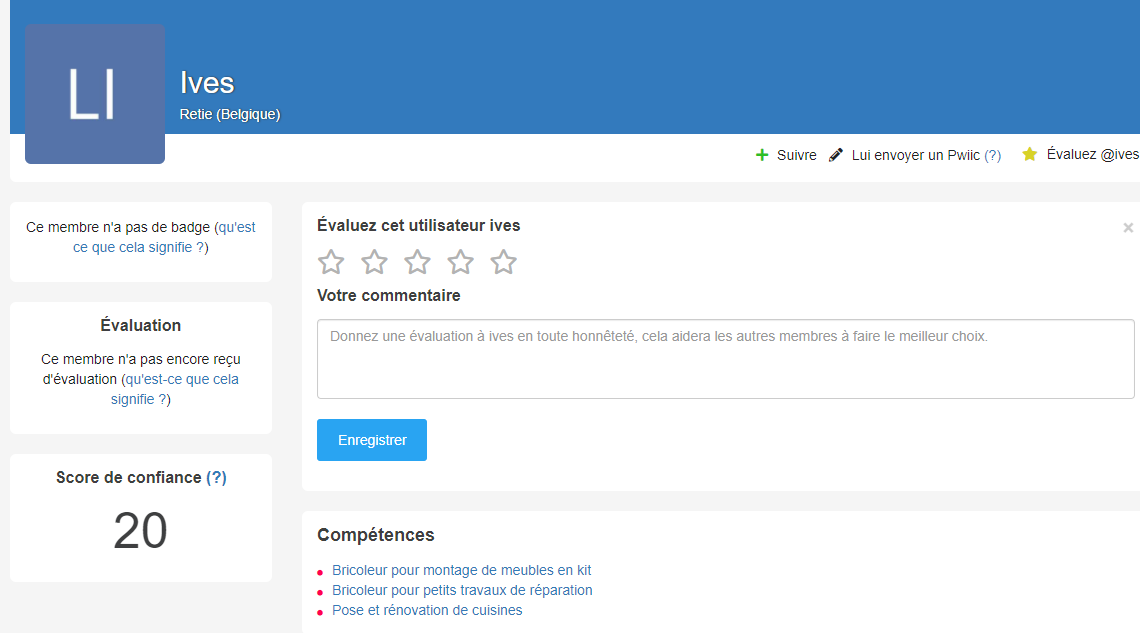 LI
Ives
Retie (Belgique)
Suivre
Lui envoyer un Pwiic (?)
Évaluez @ives
Ce membre n'a pas de badge (qu'est
ce que cela signifie ?)
Évaluation
Ce membre n'a pas encore reçu
d'évaluation (qu'est-ce que cela
signifie ?)
Score de confiance (?)
20
Évaluez cet utilisateur ives
×
Votre commentaire
Donnez une évaluation à ives en toute honnêteté, cela aidera les autres membres à faire le meilleur choix.
Enregistrer
Compétences
Bricoleur pour montage de meubles en kit
Bricoleur pour petits travaux de réparation
Pose et rénovation de cuisines